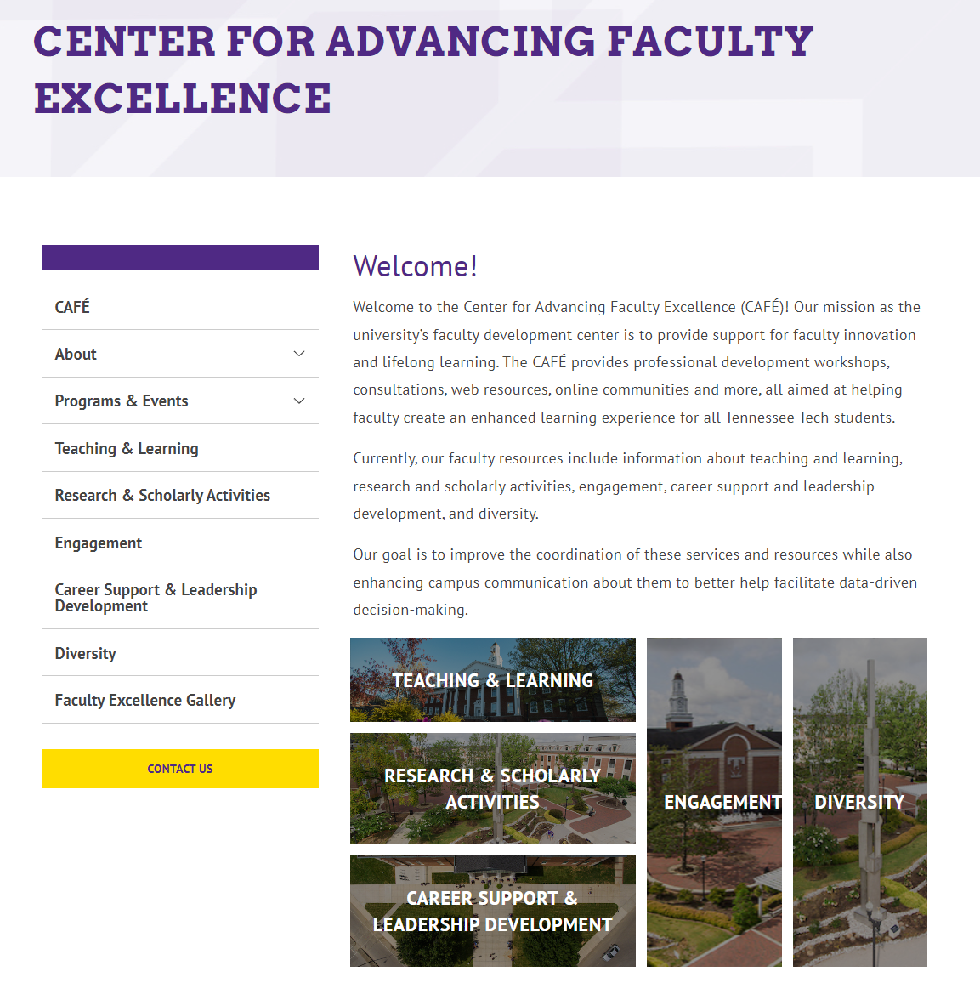 CENTER FOR ADVANCING FACULTY
EXCELLENCE
CAFÉ
About
Programs & Events
Teaching & Learning
Research & Scholarly Activities
Engagement
Career Support & Leadership
Development
Diversity
Faculty Excellence Gallery
CONTACT US
Welcome!
Welcome to the Center for Advancing Faculty Excellence (CAFÉ)! Our mission as the
university’s faculty development center is to provide support for faculty innovation
and lifelong learning. The CAFÉ provides professional development workshops,
consultations, web resources, online communities and more, all aimed at helping
faculty create an enhanced learning experience for all Tennessee Tech students.
Currently, our faculty resources include information about teaching and learning,
research and scholarly activities, engagement, career support and leadership
development, and diversity.
Our goal is to improve the coordination of these services and resources while also
enhancing campus communication about them to better help facilitate data-driven
decision-making.
TEACHING & LEARNING
RESEARCH & SCHOLARLY
ACTIVITIES
CAREER SUPPORT &
LEADERSHIP DEVELOPMENT
ENGAGEMENT
DIVERSITY